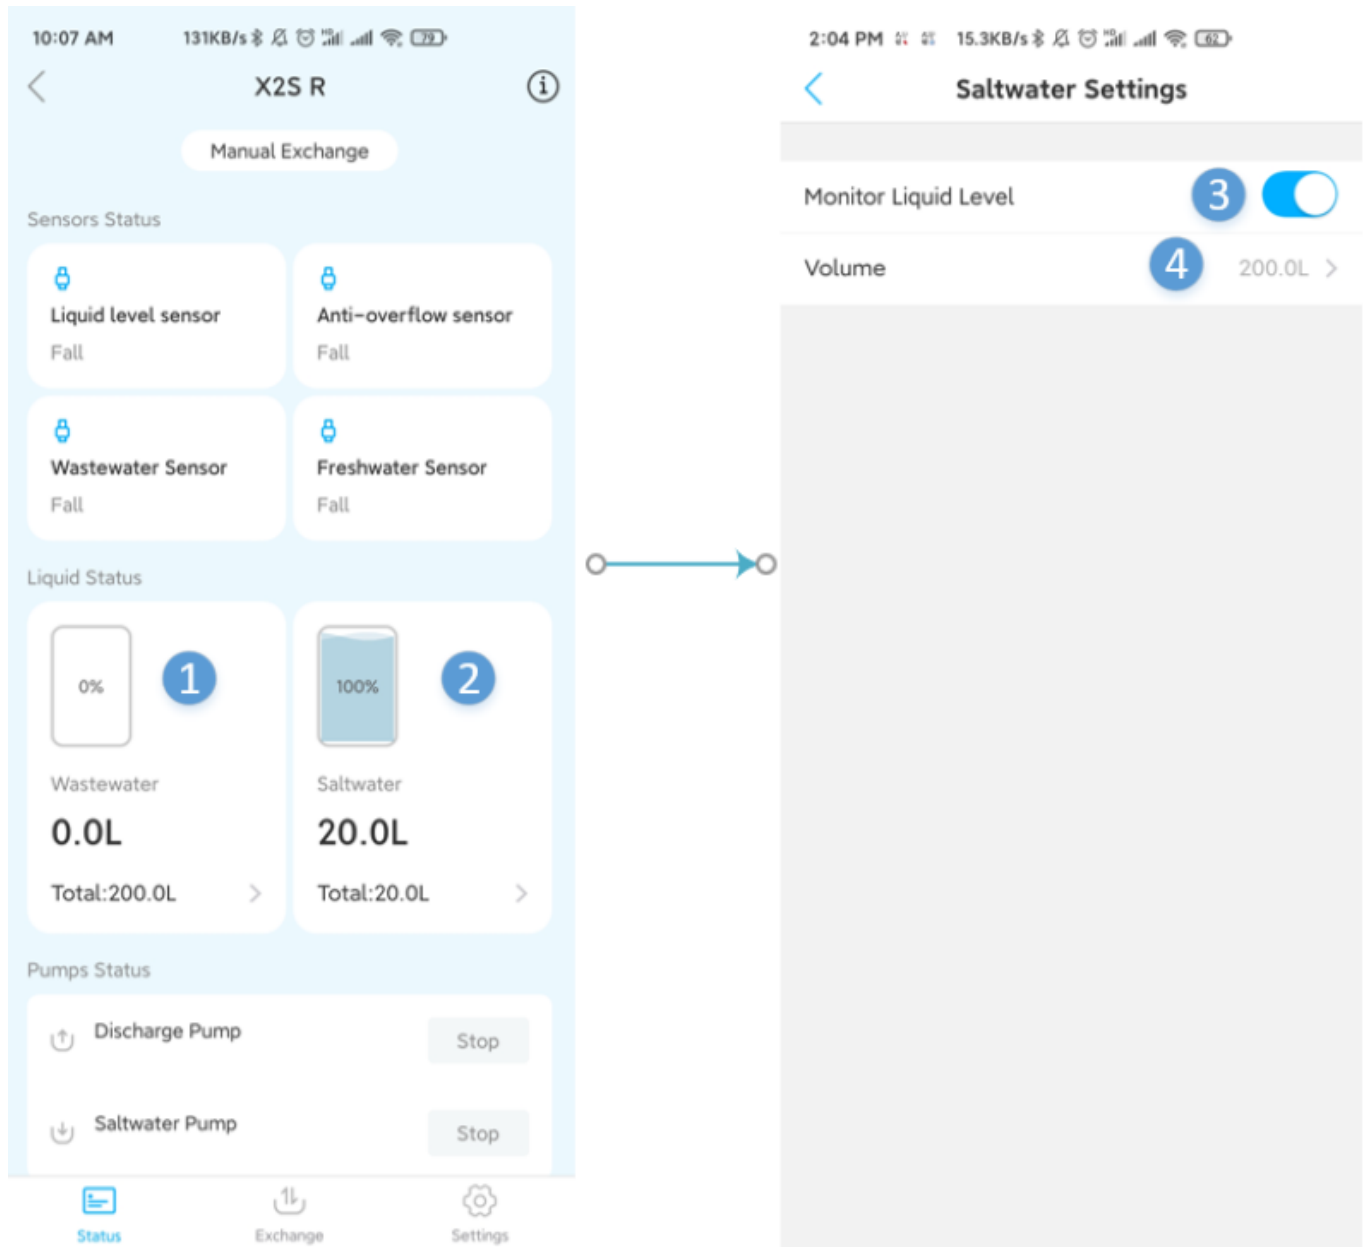 10:07 AM 131KB/s 79
X2S R
Manual Exchange
Sensors Status
Liquid level sensor
Fall
Anti-overflow sensor
Fall
Wastewater Sensor
Fall
Freshwater Sensor
Fall
Liquid Status
0%
1
Wastewater
0.0L
Total:200.0L
100%
2
Saltwater
20.0L
Total:20.0L
Pumps Status
Discharge Pump Stop
Saltwater Pump Stop
Status Exchange Settings
2:04 PM 15.3KB/s 62
Saltwater Settings
Monitor Liquid Level 3
Volume 4 200.0L